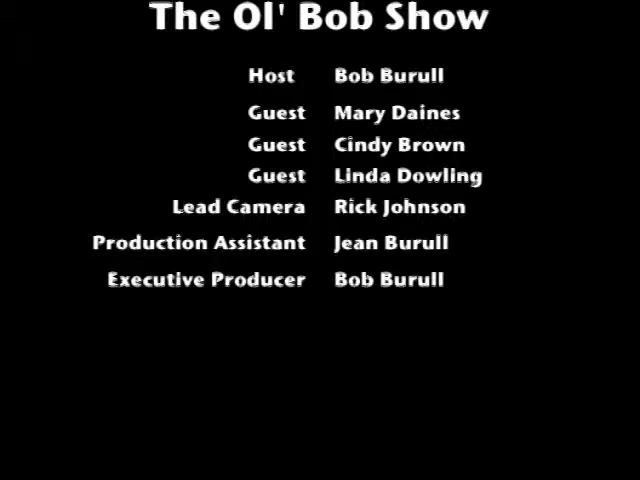 The Ol' Bob Show
Host Bob Burull
Guest Mary Daines
Guest Cindy Brown
Guest Linda Dowling
Lead Camera Rick Johnson
Production Assistant Jean Burull
Executive Producer Bob Burull